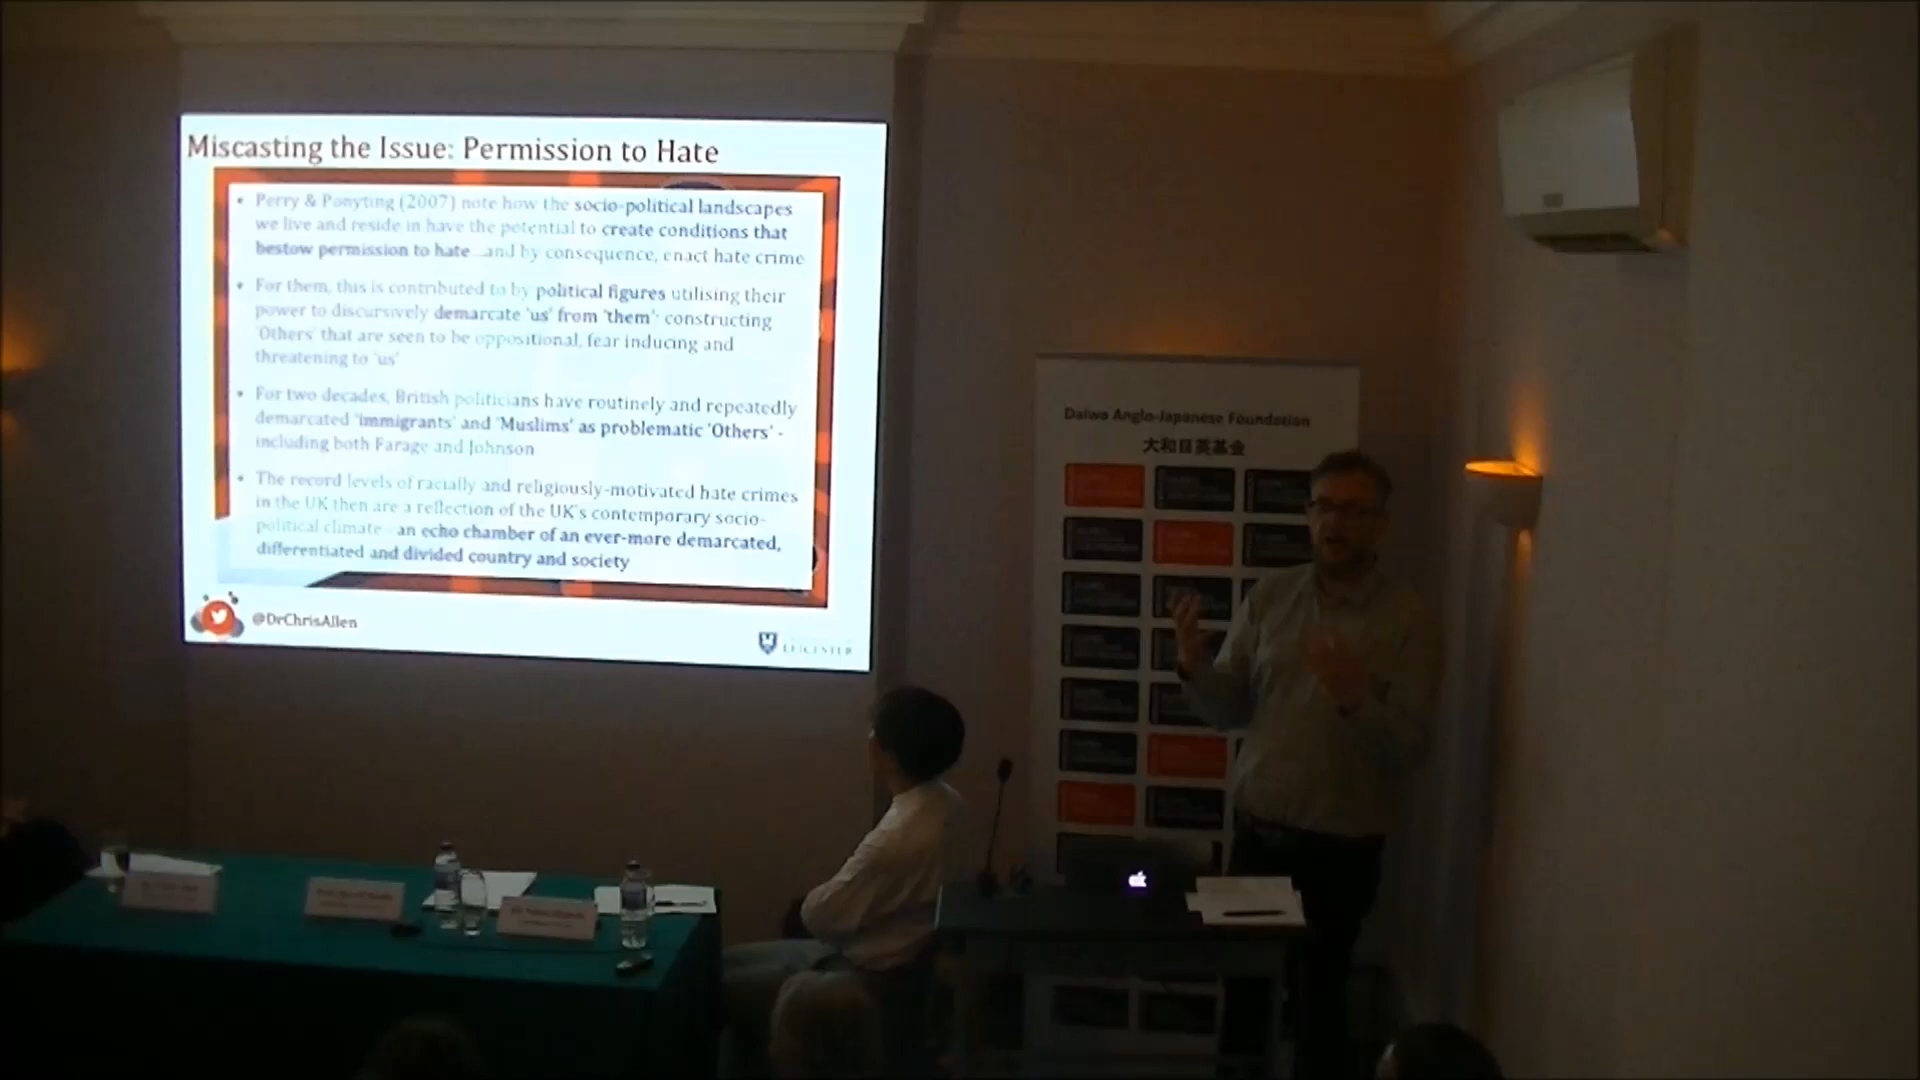 Miscasting the Issue: Permission to Hate
• Perry & Ponyting (2007) note how the socio-political landscapes
we live and reside in have the potential to create conditions that
bestow permission to hate ...and by consequence, enact hate crime
• For them, this is contributed to by political figures utilising their
power to discursively demarcate 'us' from 'them'- constructing
'Others' that are seen to be oppositional, fear inducing and
threatening to 'us'
• For two decades, British politicians have routinely and repeatedly
demarcated 'immigrants' and 'Muslims' as problematic 'Others' -
including both Farage and Johnson
• The record levels of racially and religiously-motivated hate crimes
in the UK then are a reflection of the UK's contemporary socio-
political climate - an echo chamber of an ever-more demarcated,
differentiated and divided country and society
@DrChrisAllen
LEICESTER
Daiwa Anglo-Japanese Foundation
大和日英基金